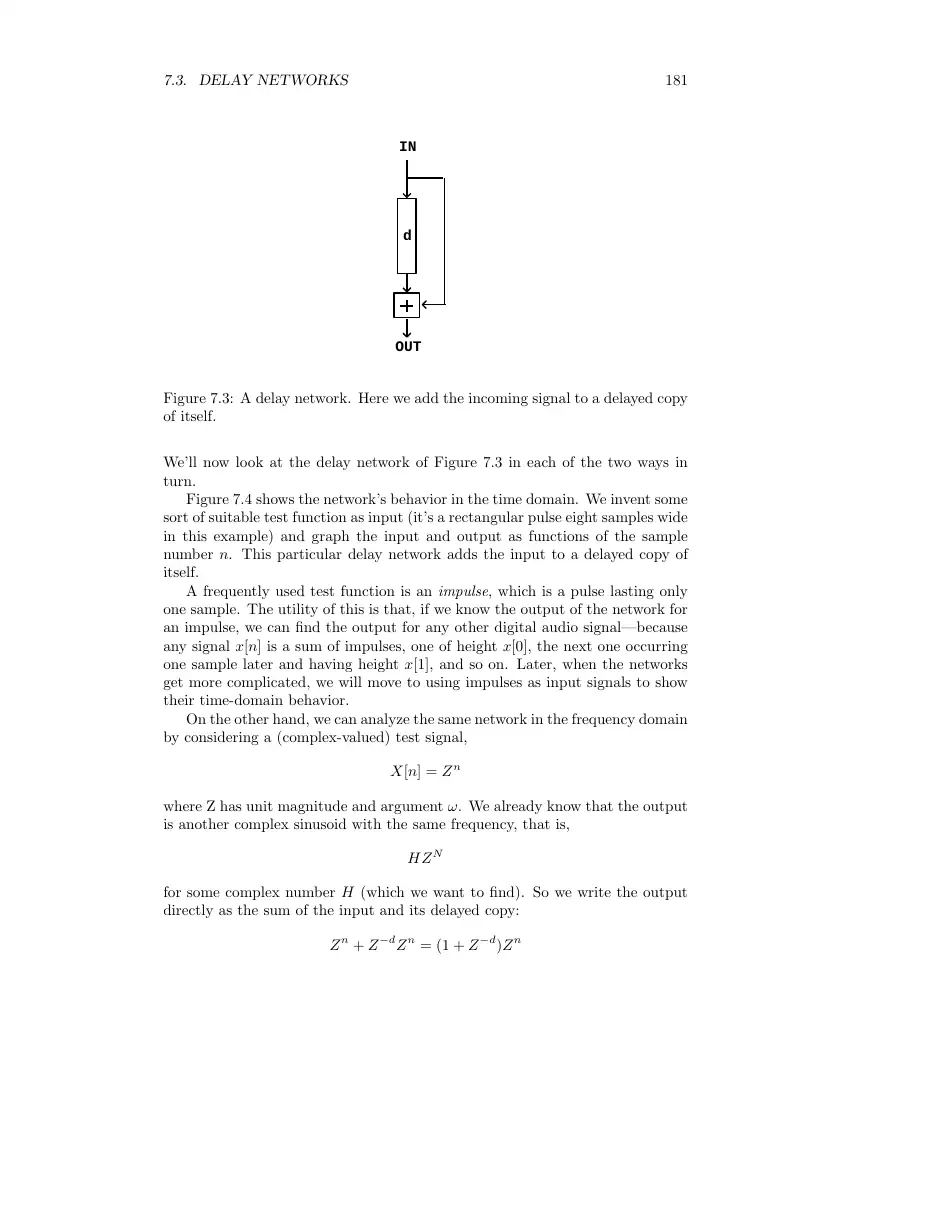 7.3. DELAY NETWORKS 181
IN
d
+
OUT
Figure 7.3: A delay network. Here we add the incoming signal to a delayed copy
of itself.
We'll now look at the delay network of Figure 7.3 in each of the two ways in
turn.
Figure 7.4 shows the network's behavior in the time domain. We invent some
sort of suitable test function as input (it's a rectangular pulse eight samples wide
in this example) and graph the input and output as functions of the sample
number n. This particular delay network adds the input to a delayed copy of
itself.
A frequently used test function is an impulse, which is a pulse lasting only
one sample. The utility of this is that, if we know the output of the network for
an impulse, we can find the output for any other digital audio signal—because
any signal x[n] is a sum of impulses, one of height x[0], the next one occurring
one sample later and having height x[1], and so on. Later, when the networks
get more complicated, we will move to using impulses as input signals to show
their time-domain behavior.
On the other hand, we can analyze the same network in the frequency domain
by considering a (complex-valued) test signal,
X[n] = Z^n
where Z has unit magnitude and argument ω. We already know that the output
is another complex sinusoid with the same frequency, that is,
HZ^N
for some complex number H (which we want to find). So we write the output
directly as the sum of the input and its delayed copy:
Z^n + Z^{-d}Z^n = (1 + Z^{-d})Z^n